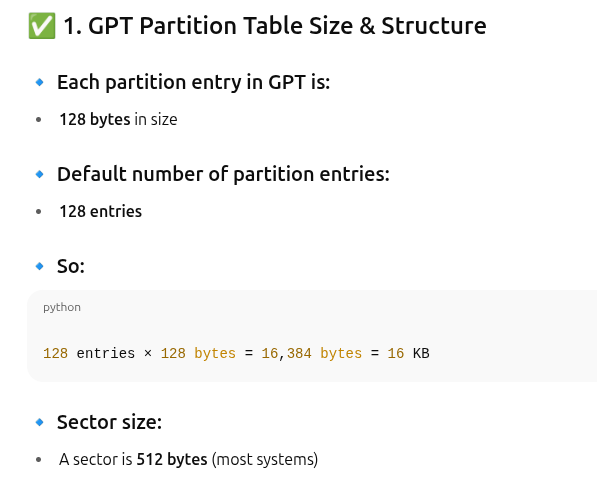 ✅ 1. GPT Partition Table Size & Structure
🔹 Each partition entry in GPT is:
• 128 bytes in size
🔹 Default number of partition entries:
• 128 entries
🔹 So:
python
128 entries × 128 bytes = 16,384 bytes = 16 KB
🔹 Sector size:
• A sector is 512 bytes (most systems)